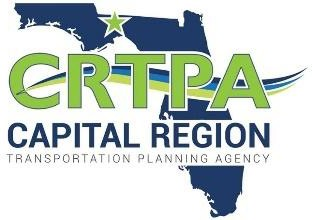 CRTPA
CAPITAL REGION
TRANSPORTATION PLANNING AGENCY